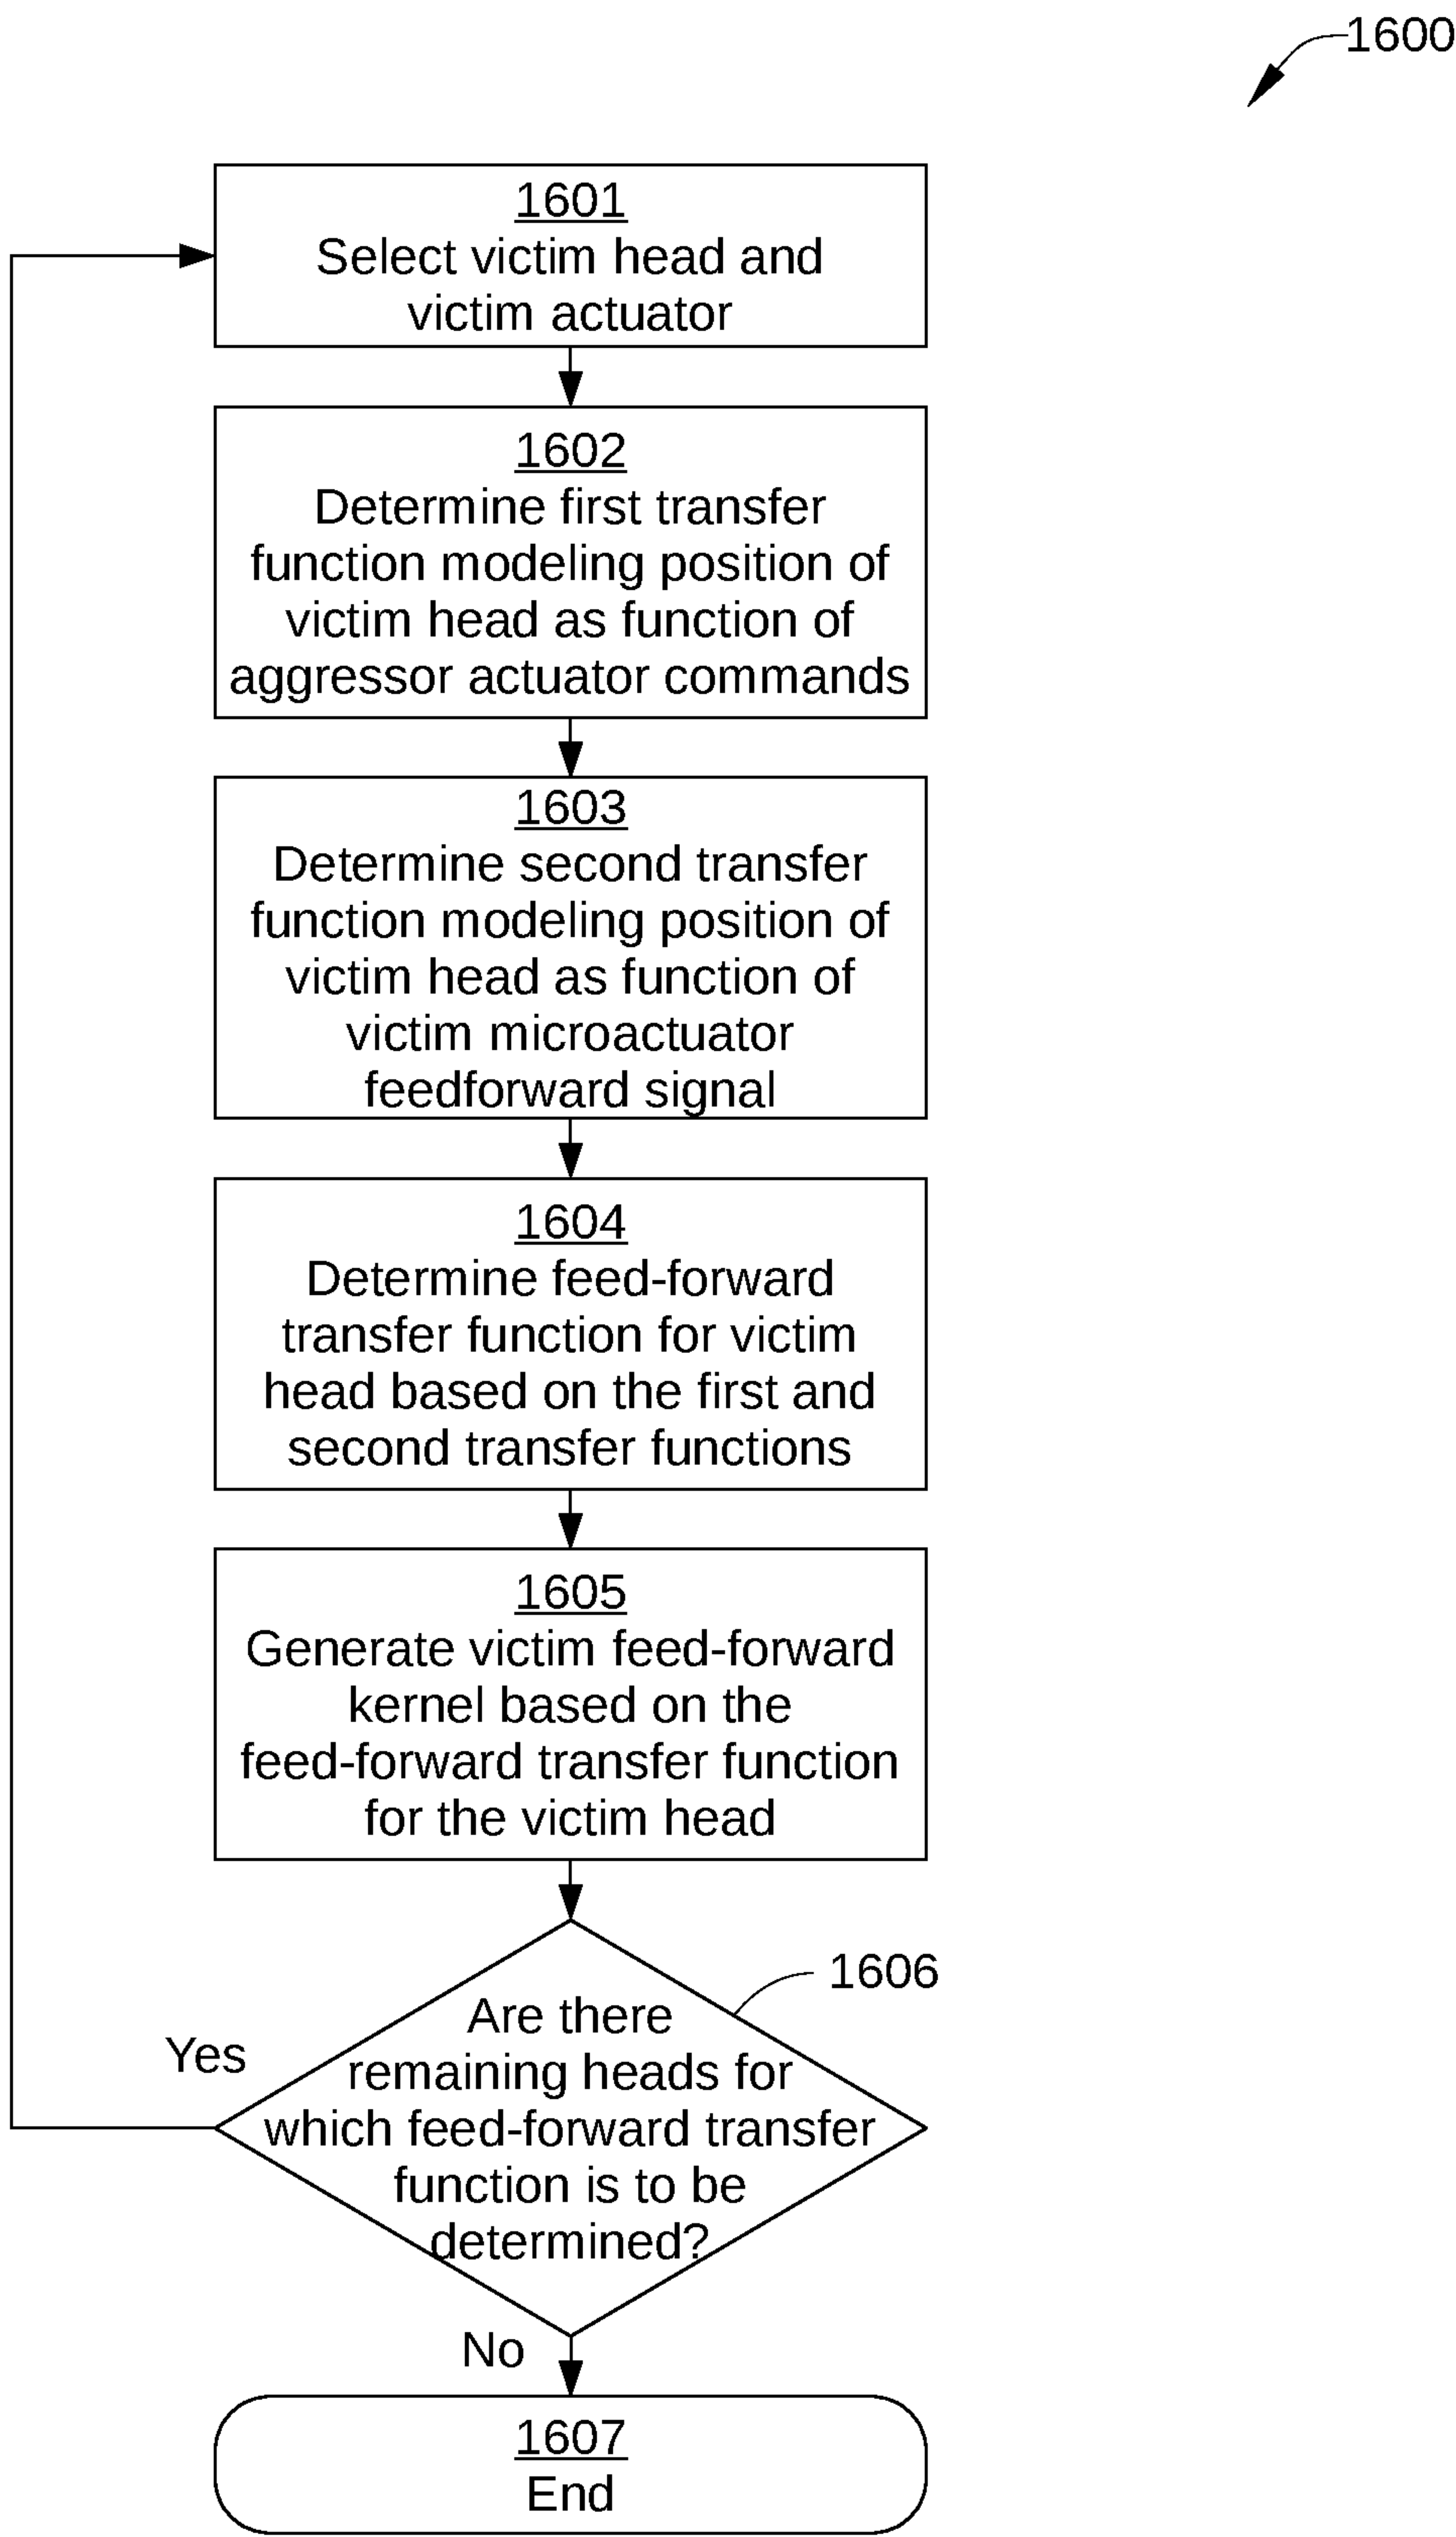 1600
1601
Select victim head and
victim actuator
1602
Determine first transfer
function modeling position of
victim head as function of
aggressor actuator commands
1603
Determine second transfer
function modeling position of
victim head as function of
victim microactuator
feedforward signal
1604
Determine feed-forward
transfer function for victim
head based on the first and
second transfer functions
1605
Generate victim feed-forward
kernel based on the
feed-forward transfer function
for the victim head
1606
Are there
remaining heads for
which feed-forward transfer
function is to be
determined?
Yes
No
1607
End